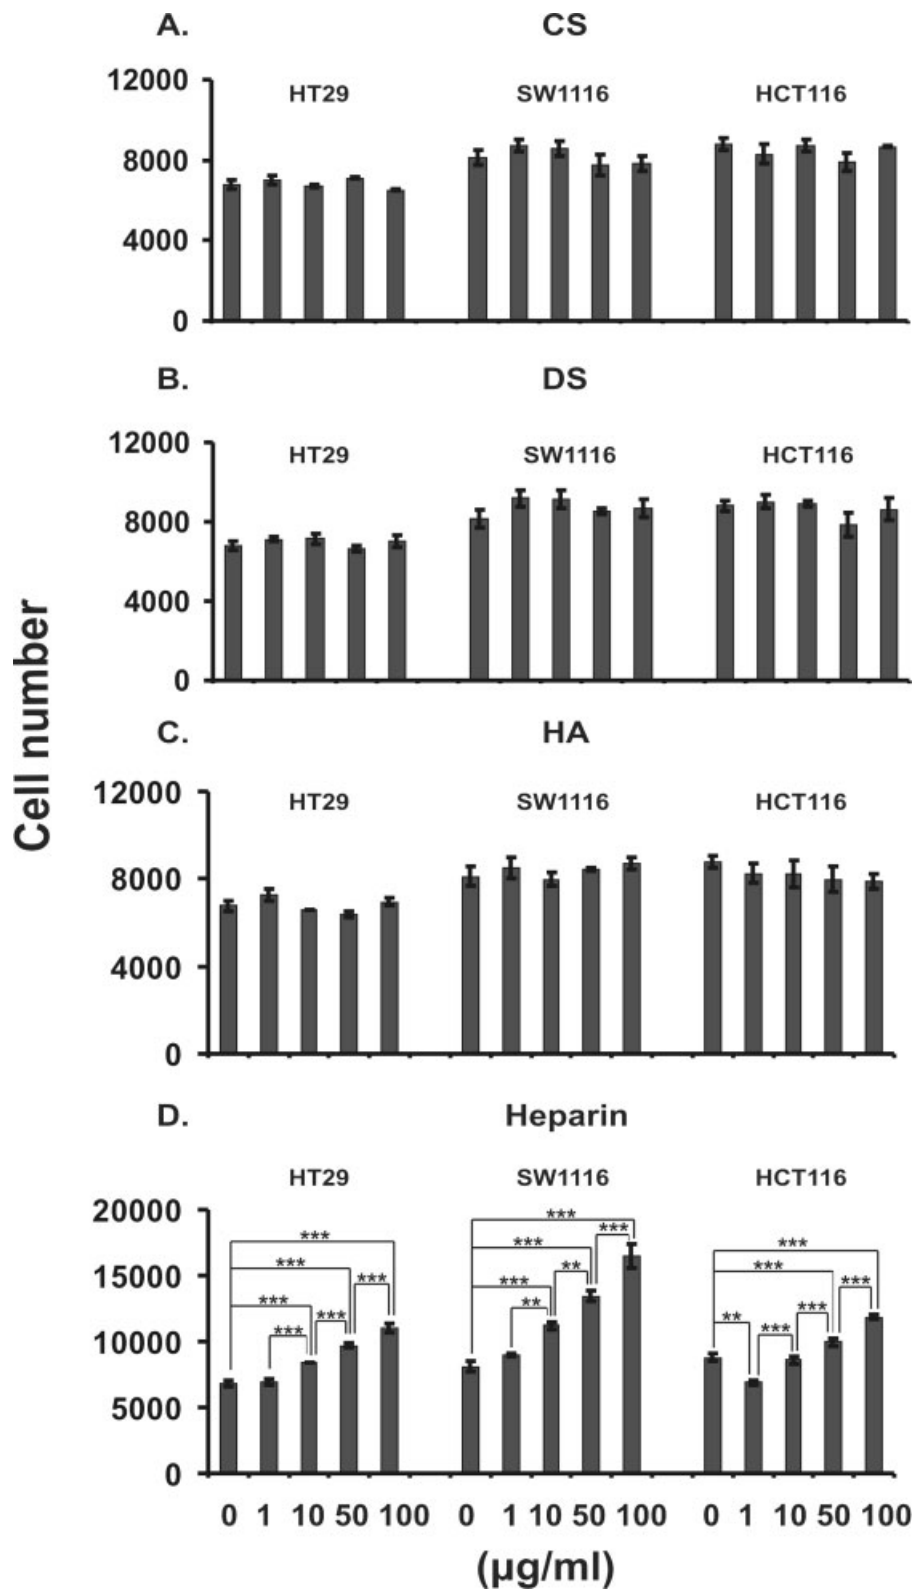 A. CS
12000
HT29 SW1116 HCT116
8000
4000
0
B. DS
12000
HT29 SW1116 HCT116
8000
4000
0
Cell number
C. HA
12000
HT29 SW1116 HCT116
8000
4000
0
D. Heparin
HT29 SW1116 HCT116
20000
*** *** ***
15000
*** *** *** *** ***
*** *** ** *** ***
*** *** ** ** *** ***
10000
5000
0
0 1 10 50 100 0 1 10 50 100 0 1 10 50 100
(µg/ml)